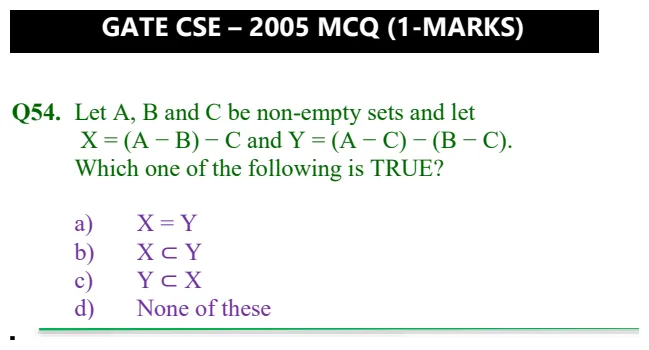 GATE CSE – 2005 MCQ (1-MARKS)
Q54. Let A, B and C be non-empty sets and let
X = (A − B) − C and Y = (A − C) − (B − C).
Which one of the following is TRUE?
a) X = Y
b) X ⊂ Y
c) Y ⊂ X
d) None of these